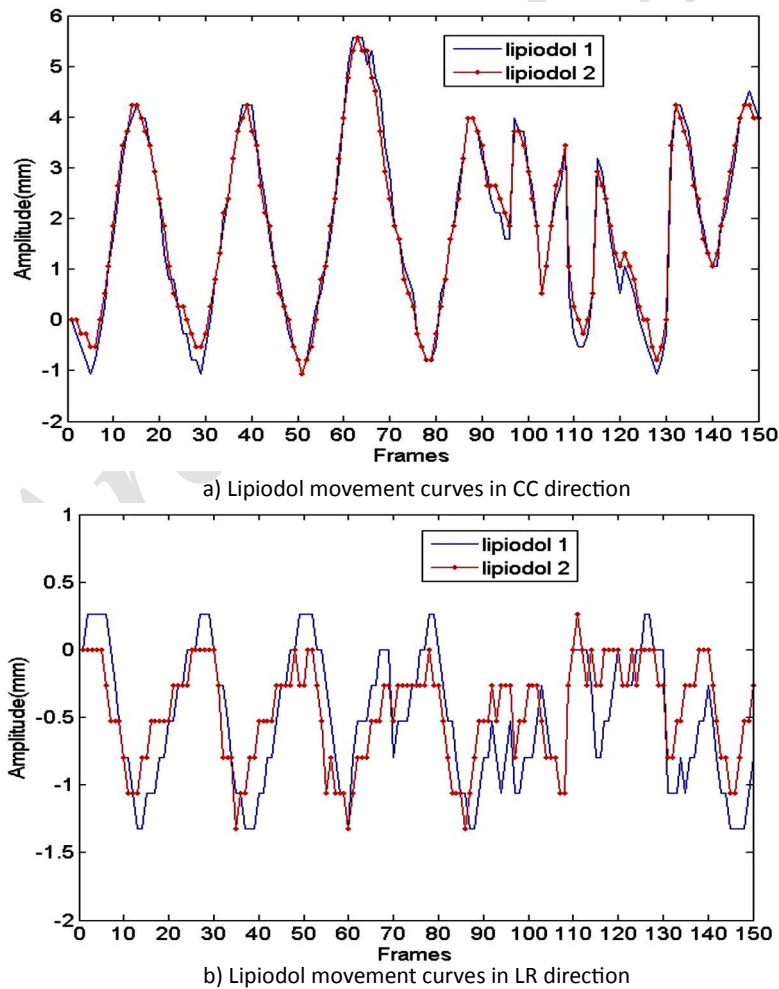 6
5
4
3
2
1
0
-1
-2
Amplitude(mm)
lipiodol 1
lipiodol 2
0 10 20 30 40 50 60 70 80 90 100 110 120 130 140 150
Frames
a) Lipiodol movement curves in CC direction
1
0.5
0
-0.5
-1
-1.5
-2
Amplitude(mm)
lipiodol 1
lipiodol 2
0 10 20 30 40 50 60 70 80 90 100 110 120 130 140 150
Frames
b) Lipiodol movement curves in LR direction